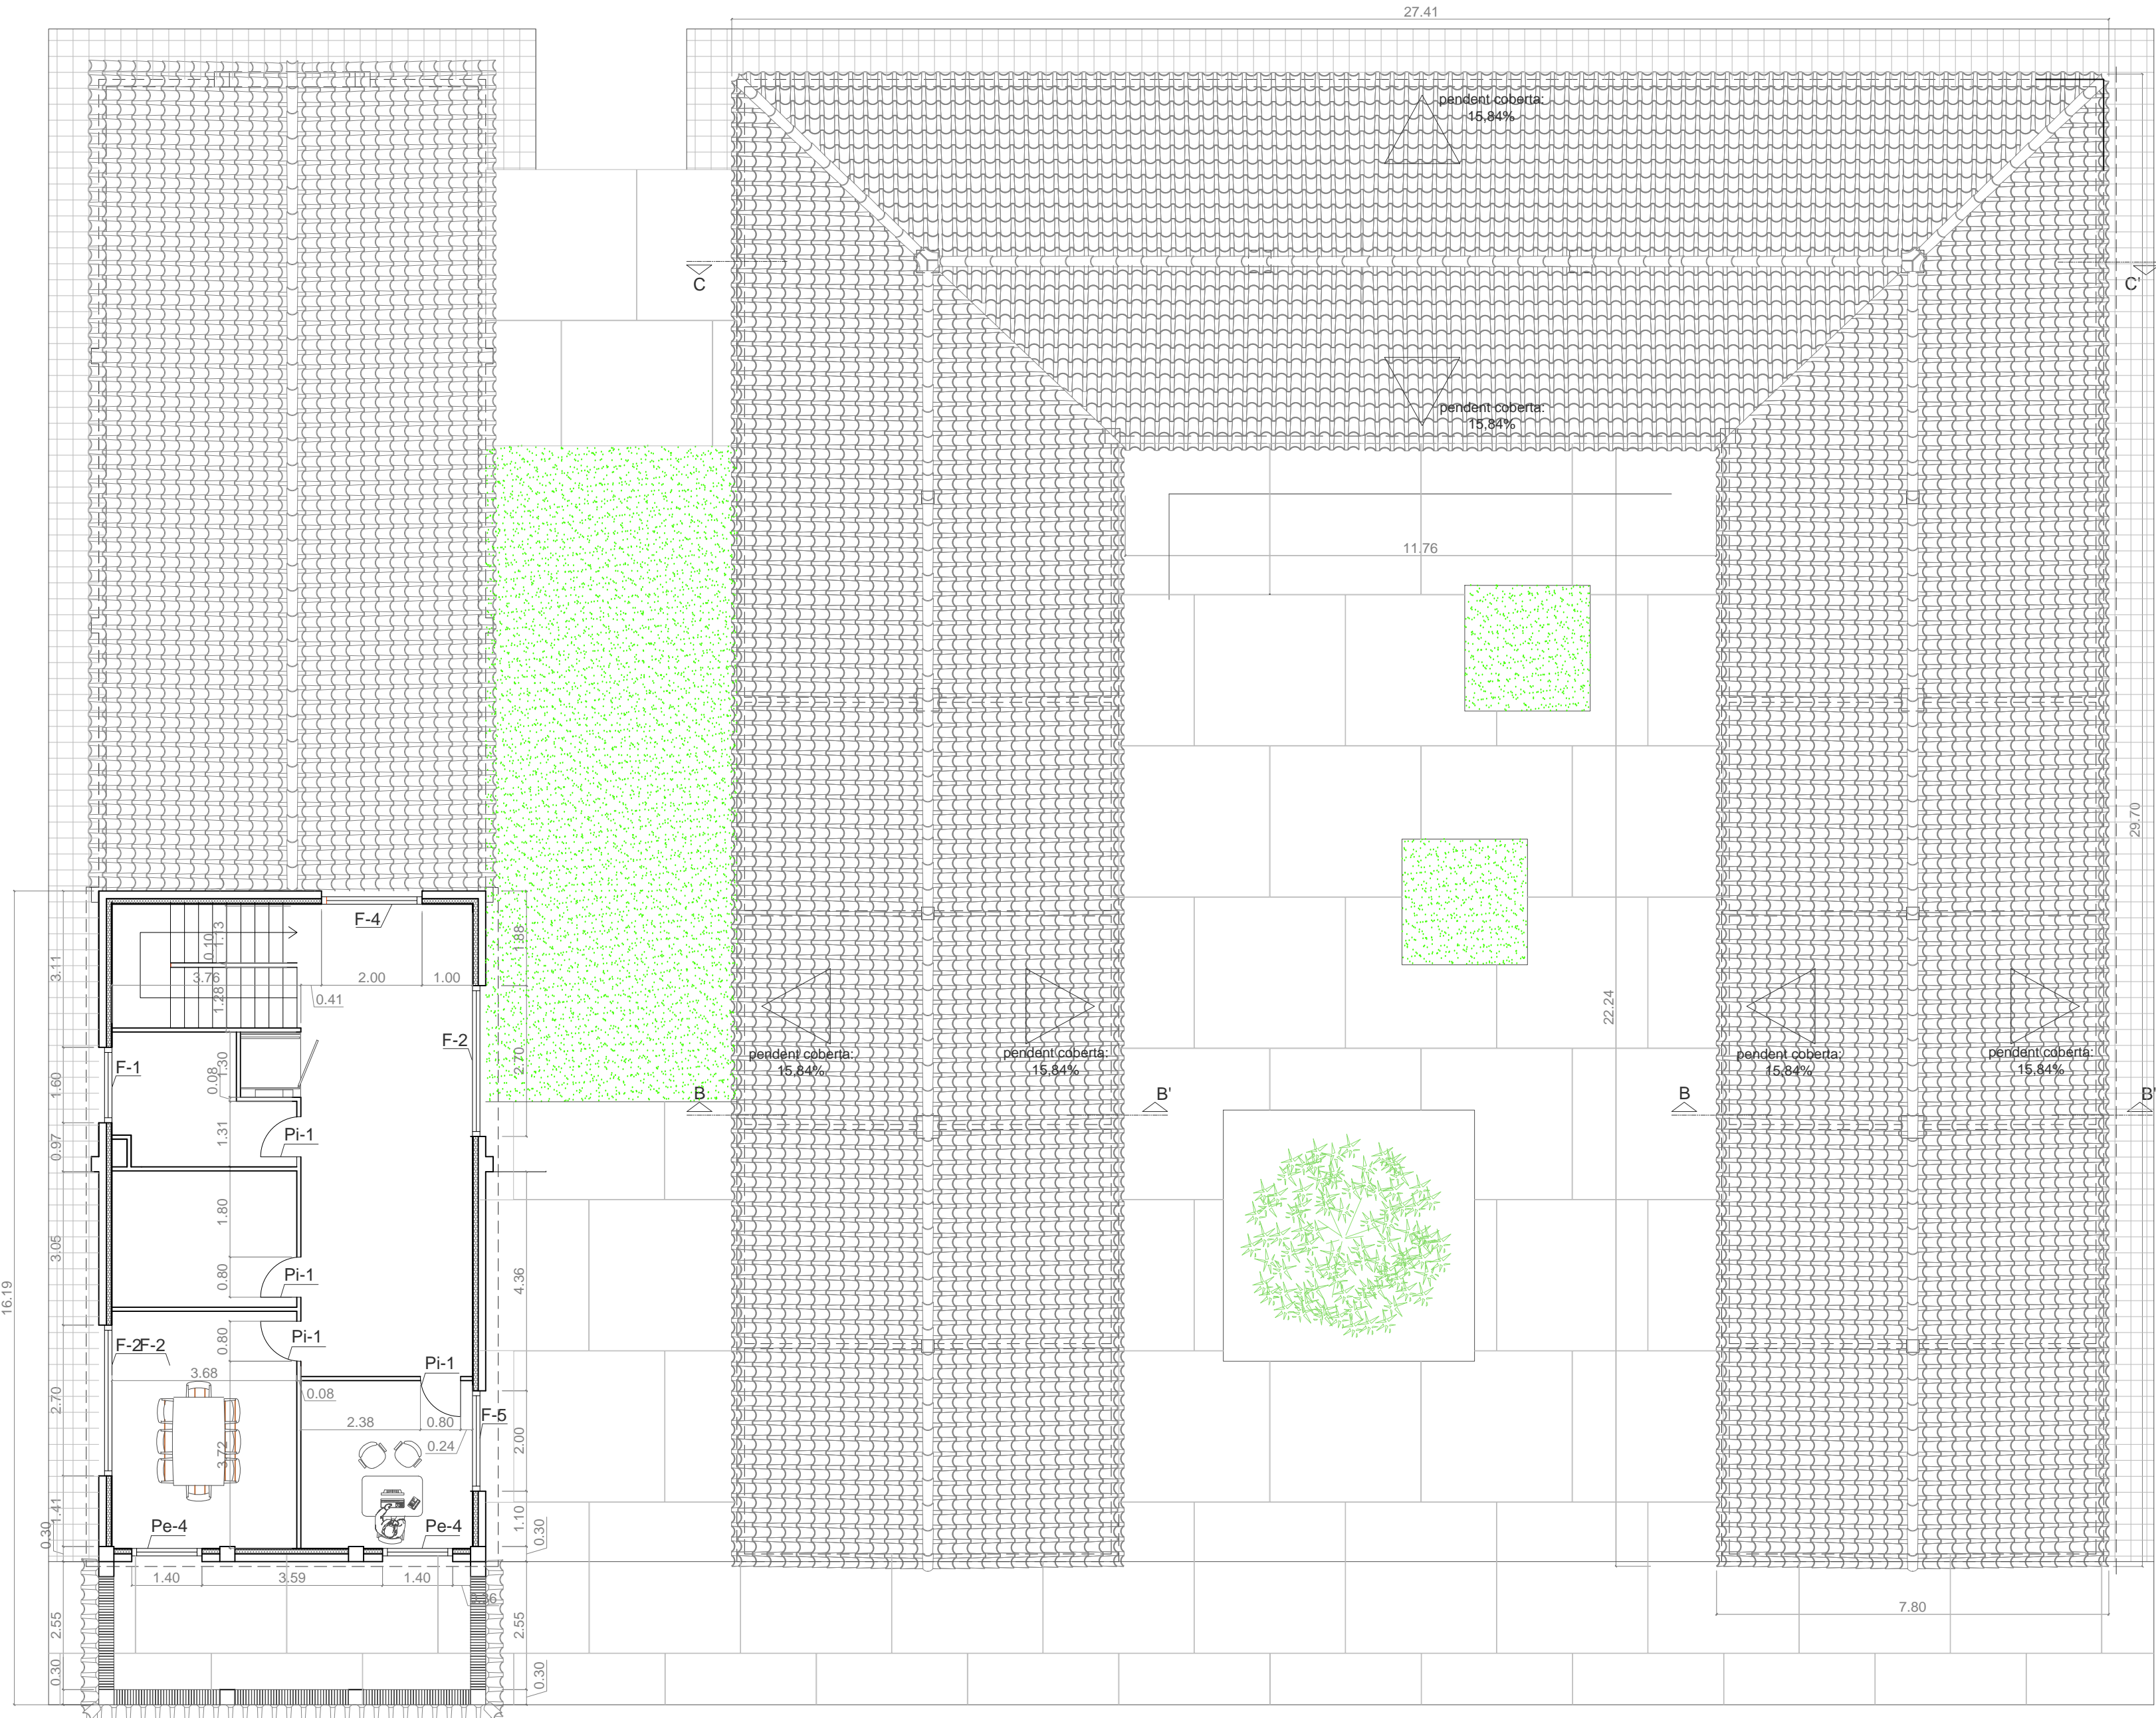 27.41
pendent coberta:
15,84%
C
C'
pendent coberta:
15,84%
11.76
29.70
22.24
F-4
1.13
0.10
3.76
1.28
0.41
2.00
1.00
1.88
3.11
F-2
2.70
F-1
1.30
0.08
1.60
1.31
Pi-1
0.97
pendent coberta:
15,84%
pendent coberta:
15,84%
pendent coberta:
15,84%
pendent coberta:
15,84%
B
B'
B
B'
1.80
3.05
0.80
Pi-1
4.36
16.19
0.80
Pi-1
F-2
F-2
3.68
0.08
Pi-1
2.70
2.38
0.80
0.24
F-5
2.00
3.72
1.41
0.30
Pe-4
Pe-4
1.10
0.30
1.40
3.59
1.40
2.55
2.55
0.30
0.30
7.80